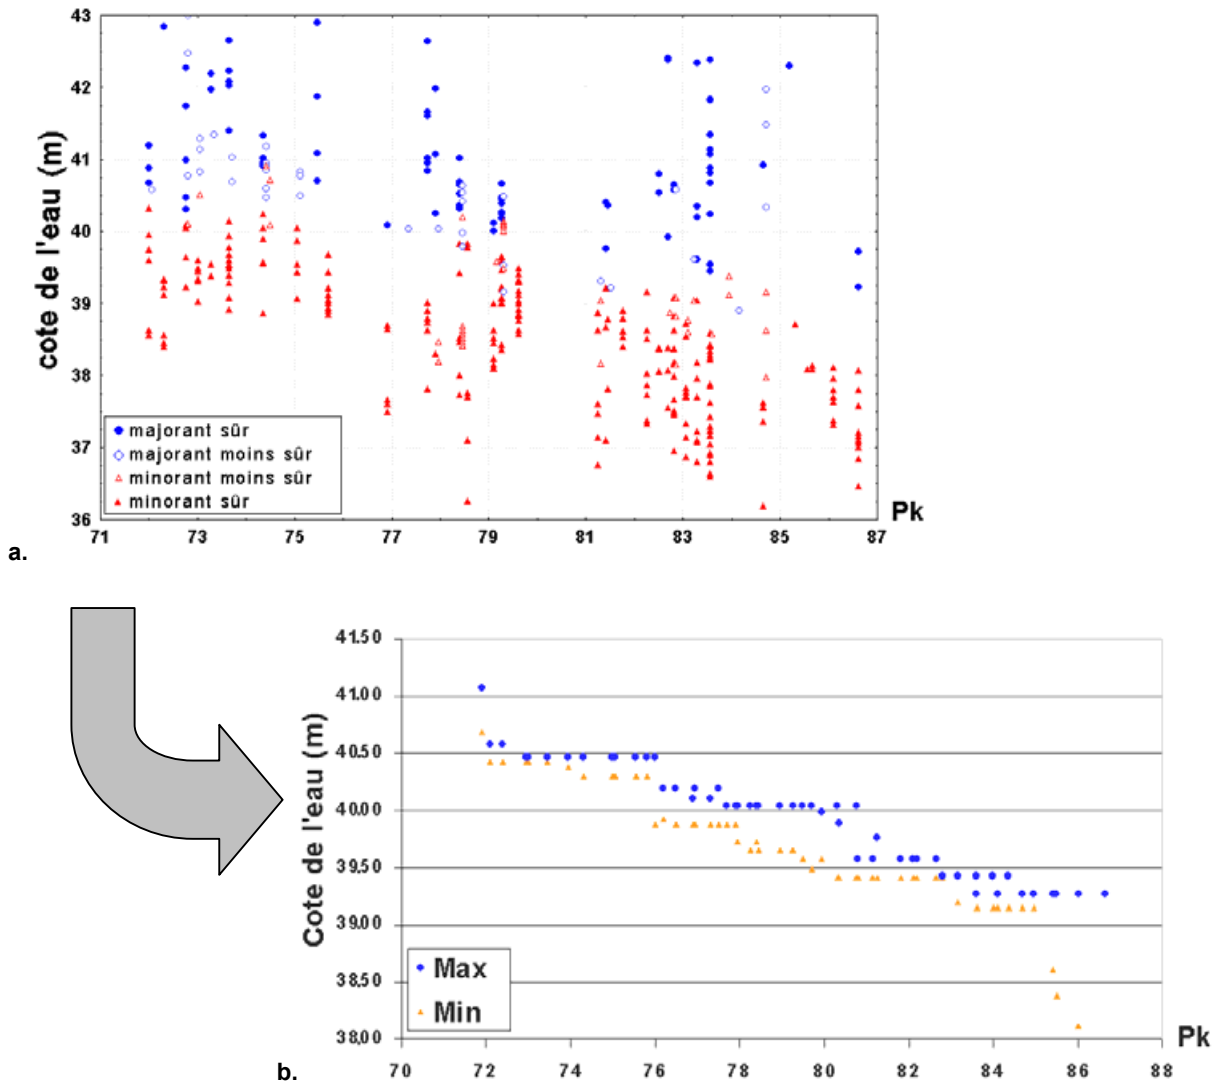 43
42
41
40
39
38
37
36
cote de l'eau (m)
majorant sûr
majorant moins sûr
minorant moins sûr
minorant sûr
71 73 75 77 79 81 83 85 87
Pk
a.
41,50
41,00
40,50
40,00
39,50
39,00
38,50
38,00
Cote de l'eau (m)
Max
Min
70 72 74 76 78 80 82 84 86 88
Pk
b.